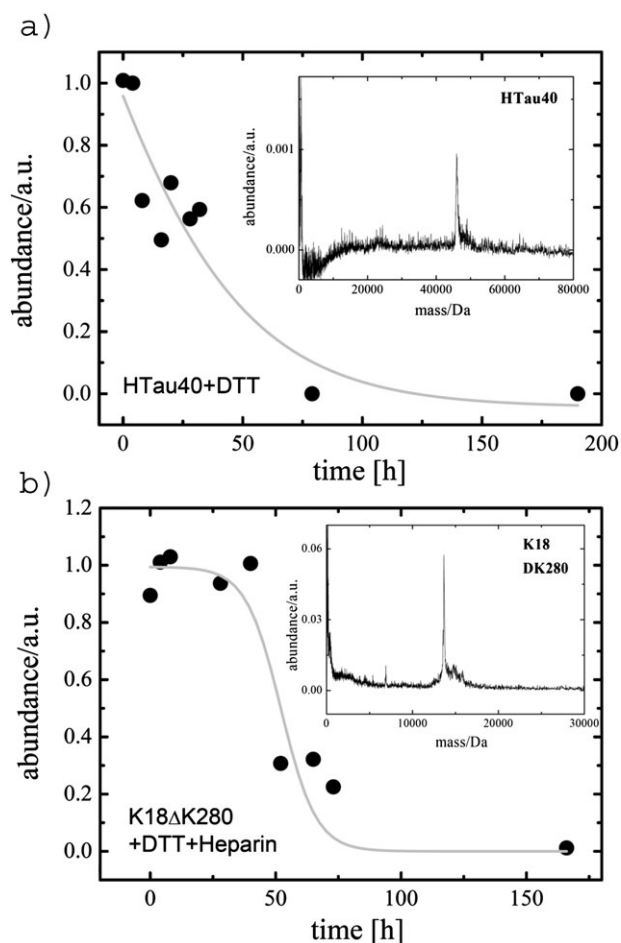 a)
1.0
0.8
0.6
0.4
0.2
0.0
abundance/a.u.
HTau40+DTT
0
50
100
150
200
time [h]
HTau40
0.001
0.000
abundance/a.u.
0
20000
40000
60000
80000
mass/Da
b)
1.2
1.0
0.8
0.6
0.4
0.2
0.0
abundance/a.u.
K18ΔK280
+DTT+Heparin
0
50
100
150
time [h]
K18
DK280
0.06
0.03
0.00
abundance/a.u.
0
10000
20000
30000
mass/Da